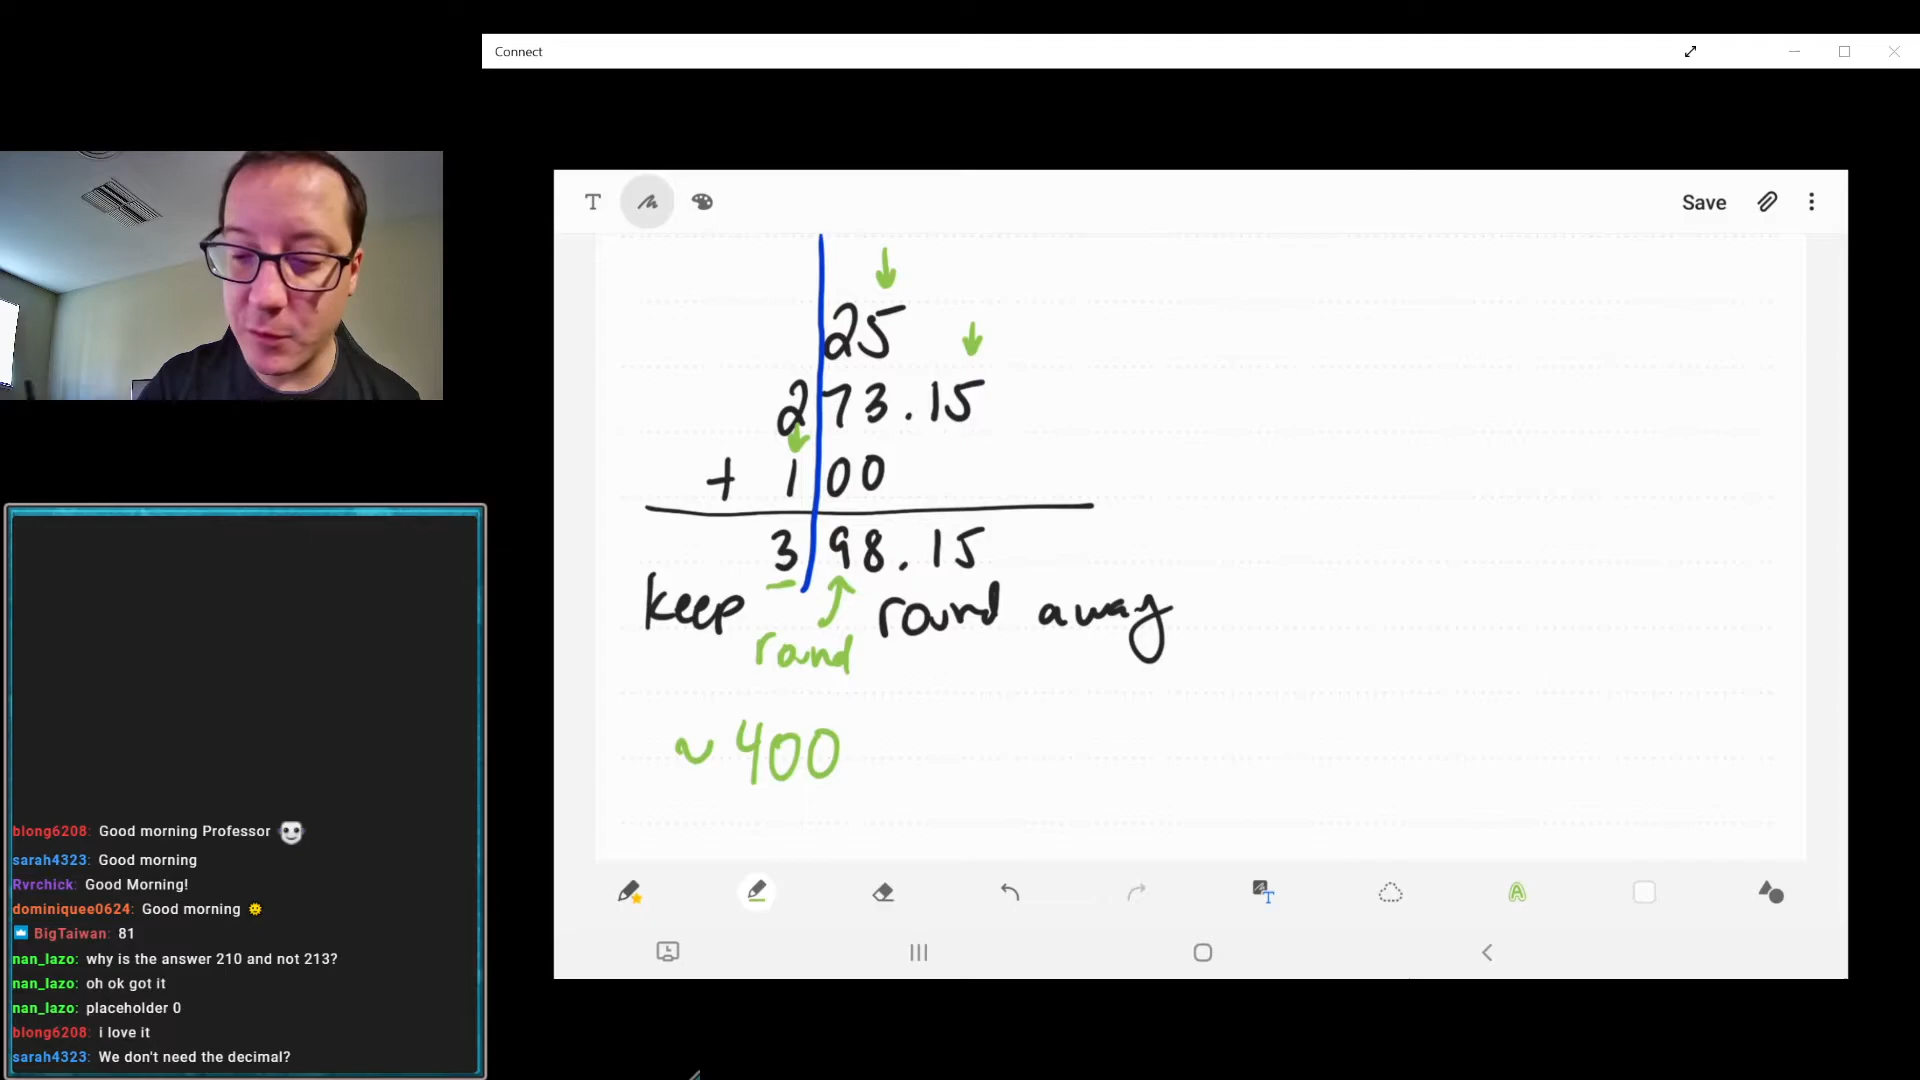 Connect
T
Save
25
273.15
+ 100
398.15
keep round away
round
~ 400
T
A
blong6208: Good morning Professor
sarah4323: Good morning
Rvrchick: Good Morning!
dominiquee0624: Good morning
BigTaiwan: 81
nan_lazo: why is the answer 210 and not 213?
nan_lazo: oh ok got it
nan_lazo: placeholder 0
blong6208: i love it
sarah4323: We don't need the decimal?